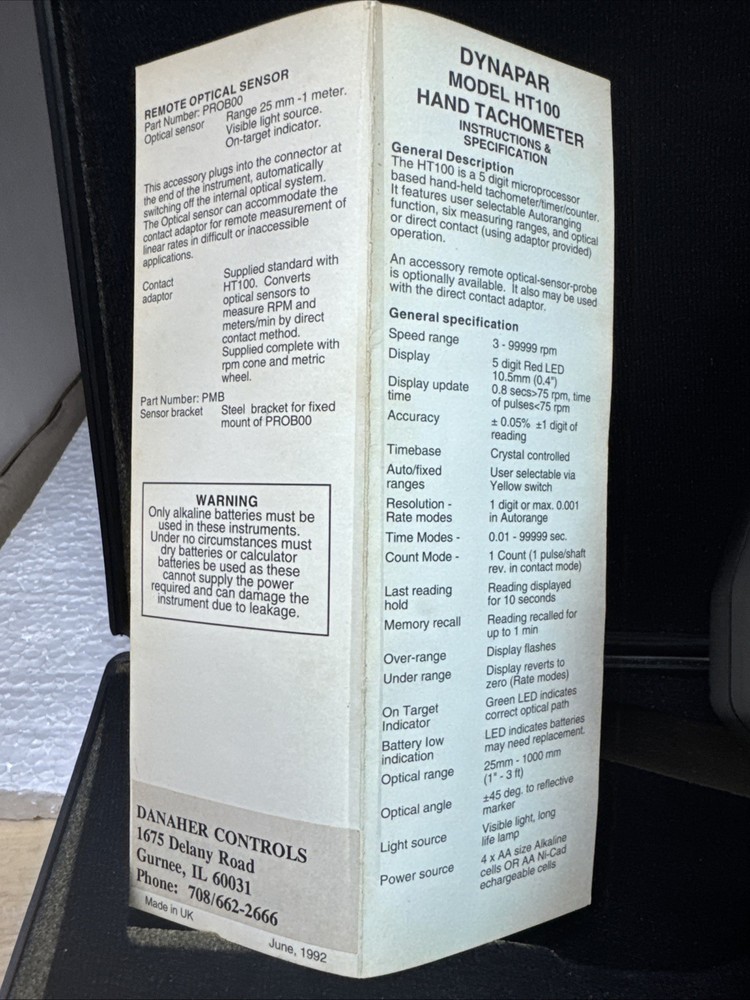 REMOTE OPTICAL SENSOR
Part Number: PROB00
Optical sensor Range 25 mm -1 meter.
Visible light source.
On-target indicator.
This accessory plugs into the connector at
the end of the instrument, automatically
switching off the internal optical system.
The Optical sensor can accommodate the
contact adaptor for remote measurement of
linear rates in difficult or inaccessible
applications.
Contact adaptor
Supplied standard with
HT100. Converts
optical sensors to
measure RPM and
meters/min by direct
contact method.
Supplied complete with
rpm cone and metric
wheel.
Part Number: PMB
Sensor bracket Steel bracket for fixed
mount of PROB00
WARNING
Only alkaline batteries must be
used in these instruments.
Under no circumstances must
dry batteries or calculator
batteries be used as these
cannot supply the power
required and can damage the
instrument due to leakage.
DANAHER CONTROLS
1675 Delany Road
Gurnee, IL 60031
Phone: 708/662-2666
Made in UK
June, 1992
DYNAPAR
MODEL HT100
HAND TACHOMETER
INSTRUCTIONS &
SPECIFICATION
General Description
The HT100 is a 5 digit microprocessor
based hand-held tachometer/timer/counter.
It features user selectable Autoranging
function, six measuring ranges, and optical
or direct contact (using adaptor provided)
operation.
An accessory remote optical-sensor-probe
is optionally available. It also may be used
with the direct contact adaptor.
General specification
Speed range 3 - 99999 rpm
Display 5 digit Red LED
10.5mm (0.4")
Display update 0.8 secs>75 rpm, time
time of pulses<75 rpm
Accuracy ± 0.05% ±1 digit of
reading
Timebase Crystal controlled
Auto/fixed User selectable via
ranges Yellow switch
Resolution - 1 digit or max. 0.001
Rate modes in Autorange
Time Modes - 0.01 - 99999 sec.
Count Mode - 1 Count (1 pulse/shaft
rev. in contact mode)
Last reading Reading displayed
hold for 10 seconds
Memory recall Reading recalled for
up to 1 min
Over-range Display flashes
Under range Display reverts to
zero (Rate modes)
On Target Green LED indicates
Indicator correct optical path
Battery low LED indicates batteries
indication may need replacement.
Optical range 25mm - 1000 mm
(1" - 3 ft)
Optical angle ±45 deg. to reflective
marker
Light source Visible light, long
life lamp
Power source 4 x AA size Alkaline
cells OR AA Ni-Cad
echargeable cells